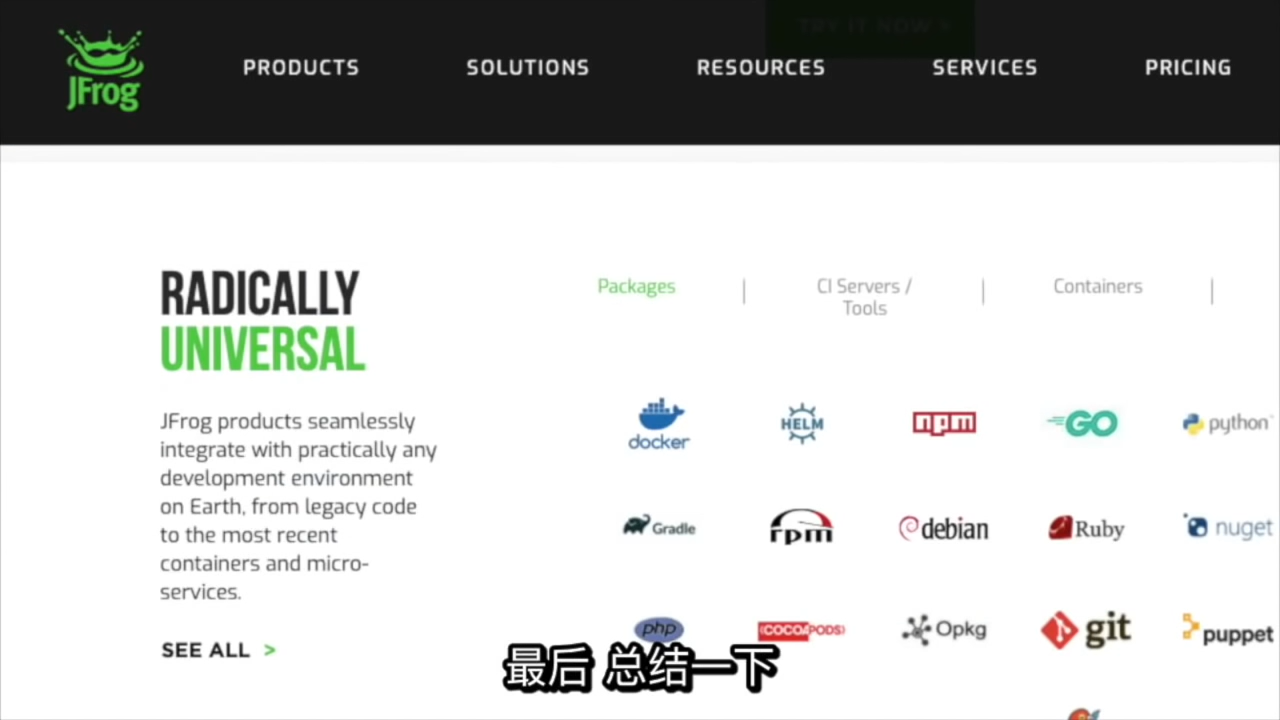 TRY IT NOW >
JFrog
PRODUCTS
SOLUTIONS
RESOURCES
SERVICES
PRICING
RADICALLY
UNIVERSAL
JFrog products seamlessly
integrate with practically any
development environment
on Earth, from legacy code
to the most recent
containers and micro-
services.
SEE ALL >
Packages
CI Servers /
Tools
Containers
docker
HELM
npm
GO
python
Gradle
rpm
debian
Ruby
nuget
php
COCOAPODS
Opkg
git
puppet
最后 总结一下